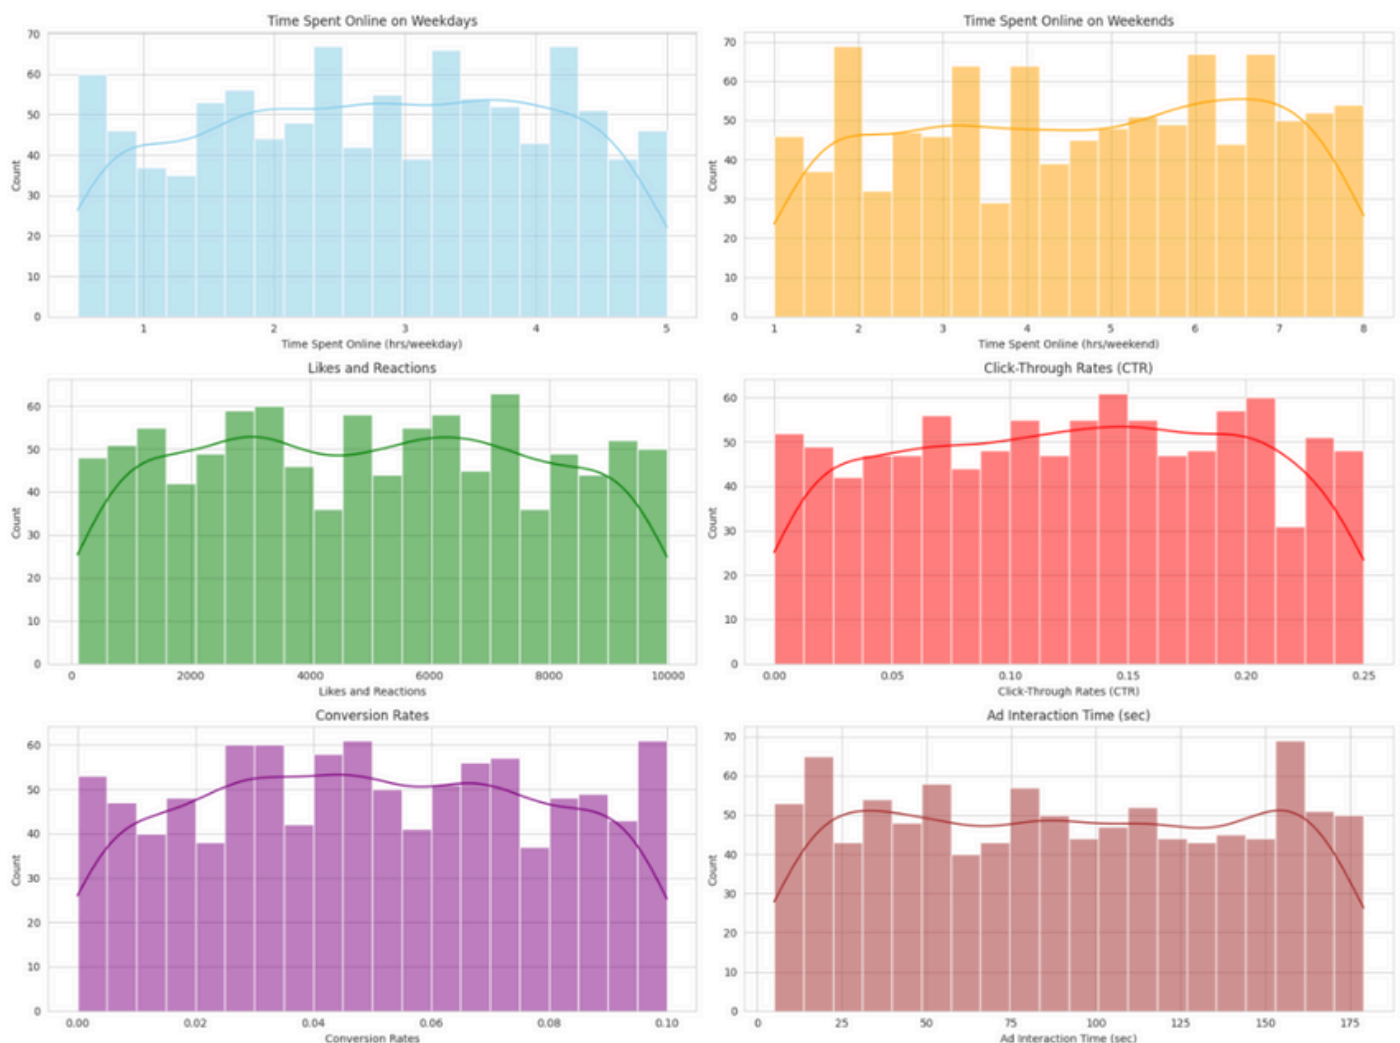 Time Spent Online on Weekdays
70
60
50
40
30
20
10
0
Count
1 2 3 4 5
Time Spent Online (hrs/weekday)
Time Spent Online on Weekends
70
60
50
40
30
20
10
0
Count
1 2 3 4 5 6 7 8
Time Spent Online (hrs/weekend)
Likes and Reactions
60
50
40
30
20
10
0
Count
0 2000 4000 6000 8000 10000
Likes and Reactions
Click-Through Rates (CTR)
60
50
40
30
20
10
0
Count
0.00 0.05 0.10 0.15 0.20 0.25
Click-Through Rates (CTR)
Conversion Rates
60
50
40
30
20
10
0
Count
0.00 0.02 0.04 0.06 0.08 0.10
Conversion Rates
Ad Interaction Time (sec)
70
60
50
40
30
20
10
0
Count
0 25 50 75 100 125 150 175
Ad Interaction Time (sec)